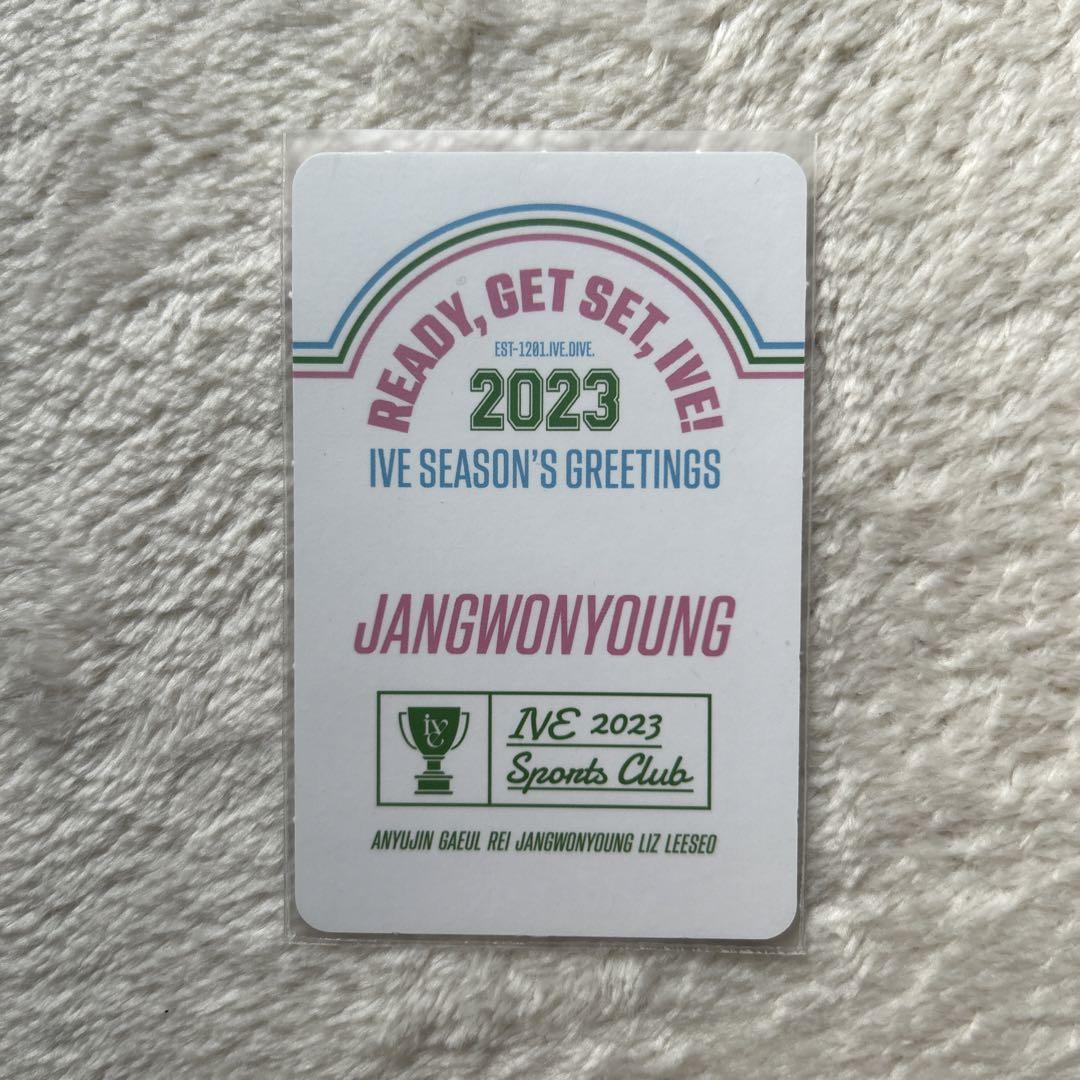 READY, GET SET, IVE!
EST-1201.IVE.DIVE.
2023
IVE SEASON'S GREETINGS
JANGWONYOUNG
ive
IVE 2023
Sports Club
ANYUJIN GAEUL REI JANGWONYOUNG LIZ LEESEO